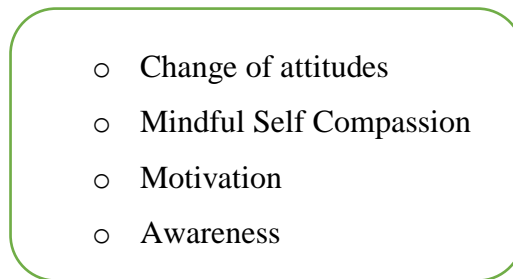 o Change of attitudes
o Mindful Self Compassion
o Motivation
o Awareness